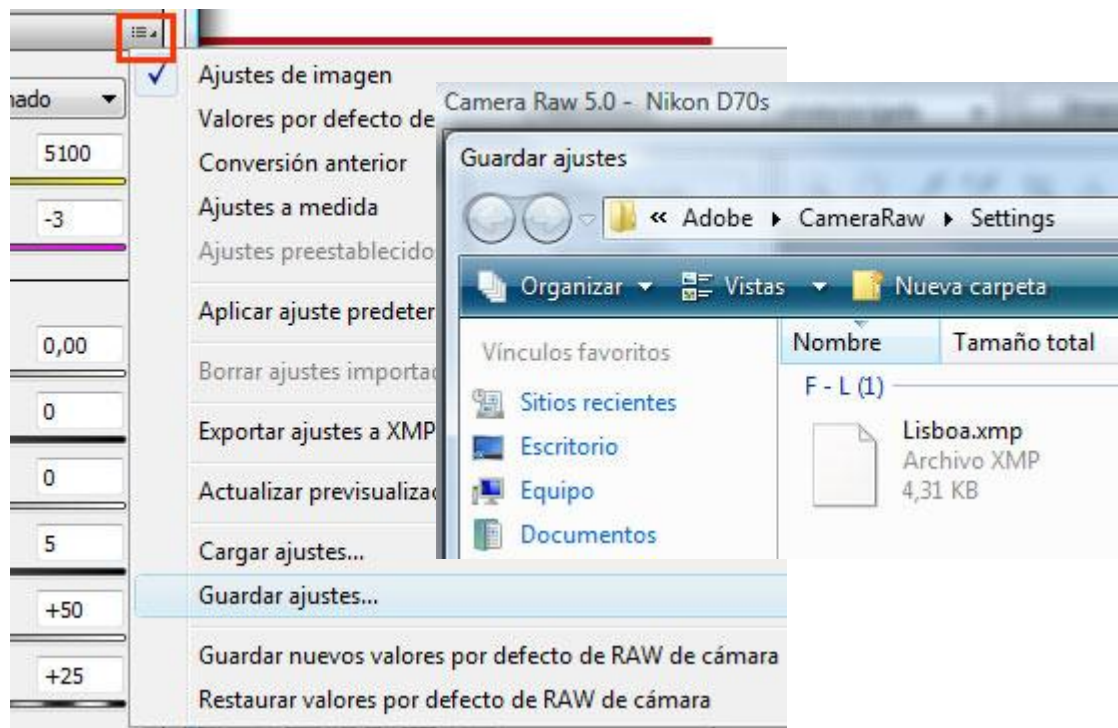 Ajustes de imagen
Valores por defecto de
Conversión anterior
Ajustes a medida
Ajustes preestablecido
Aplicar ajuste predeter
Borrar ajustes importa
Exportar ajustes a XMP
Actualizar previsualiza
Cargar ajustes...
Guardar ajustes...
Guardar nuevos valores por defecto de RAW de cámara
Restaurar valores por defecto de RAW de cámara
nado
5100
-3
0,00
0
0
5
+50
+25
Camera Raw 5.0 - Nikon D70s
Guardar ajustes
« Adobe CameraRaw Settings
Organizar Vistas Nueva carpeta
Vínculos favoritos
Sitios recientes
Escritorio
Equipo
Documentos
Nombre Tamaño total
F - L (1)
Lisboa.xmp
Archivo XMP
4,31 KB